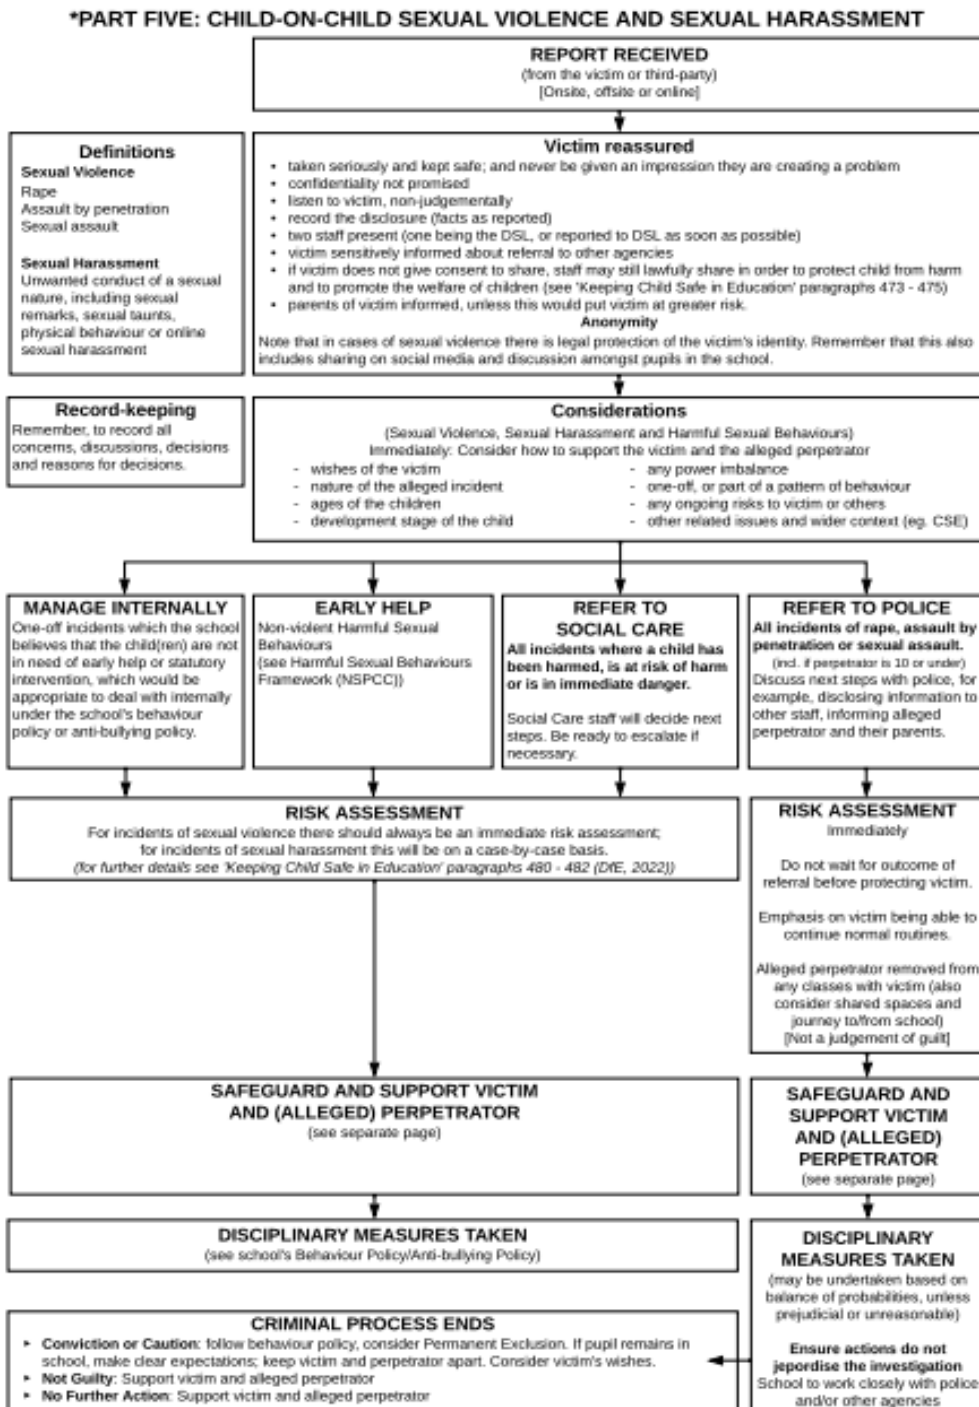 *PART FIVE: CHILD-ON-CHILD SEXUAL VIOLENCE AND SEXUAL HARASSMENT
REPORT RECEIVED
(from the victim or third-party)
[Onsite, offsite or online]
Definitions
Sexual Violence
Rape
Assault by penetration
Sexual assault
Sexual Harassment
Unwanted conduct of a sexual
nature, including sexual
remarks, sexual taunts,
physical behaviour or online
sexual harassment
Victim reassured
• taken seriously and kept safe; and never be given an impression they are creating a problem
• confidentiality not promised
• listen to victim, non-judgementally
• record the disclosure (facts as reported)
• two staff present (one being the DSL, or reported to DSL as soon as possible)
• victim sensitively informed about referral to other agencies
• if victim does not give consent to share, staff may still lawfully share in order to protect child from harm
and to promote the welfare of children (see 'Keeping Child Safe in Education' paragraphs 473 - 475)
• parents of victim informed, unless this would put victim at greater risk.
Anonymity
Note that in cases of sexual violence there is legal protection of the victim's identity. Remember that this also
includes sharing on social media and discussion amongst pupils in the school.
Record-keeping
Remember, to record all
concerns, discussions, decisions
and reasons for decisions.
Considerations
(Sexual Violence, Sexual Harassment and Harmful Sexual Behaviours)
Immediately: Consider how to support the victim and the alleged perpetrator
- wishes of the victim
- nature of the alleged incident
- ages of the children
- development stage of the child
- any power imbalance
- one-off, or part of a pattern of behaviour
- any ongoing risks to victim or others
- other related issues and wider context (eg. CSE)
MANAGE INTERNALLY
One-off incidents which the school
believes that the child(ren) are not
in need of early help or statutory
intervention, which would be
appropriate to deal with internally
under the school's behaviour
policy or anti-bullying policy.
EARLY HELP
Non-violent Harmful Sexual
Behaviours
(see Harmful Sexual Behaviours
Framework (NSPCC))
REFER TO
SOCIAL CARE
All incidents where a child has
been harmed, is at risk of harm
or is in immediate danger.
Social Care staff will decide next
steps. Be ready to escalate if
necessary.
REFER TO POLICE
All incidents of rape, assault by
penetration or sexual assault.
(incl. if perpetrator is 10 or under)
Discuss next steps with police, for
example, disclosing information to
other staff, informing alleged
perpetrator and their parents.
RISK ASSESSMENT
For incidents of sexual violence there should always be an immediate risk assessment;
for incidents of sexual harassment this will be on a case-by-case basis.
(for further details see 'Keeping Child Safe in Education' paragraphs 480 - 482 (DfE, 2022))
RISK ASSESSMENT
Immediately
Do not wait for outcome of
referral before protecting victim.
Emphasis on victim being able to
continue normal routines.
Alleged perpetrator removed from
any classes with victim (also
consider shared spaces and
journey to/from school)
[Not a judgement of guilt]
SAFEGUARD AND SUPPORT VICTIM
AND (ALLEGED) PERPETRATOR
(see separate page)
SAFEGUARD AND
SUPPORT VICTIM
AND (ALLEGED)
PERPETRATOR
(see separate page)
DISCIPLINARY MEASURES TAKEN
(see school's Behaviour Policy/Anti-bullying Policy)
DISCIPLINARY
MEASURES TAKEN
(may be undertaken based on
balance of probabilities, unless
prejudicial or unreasonable)
Ensure actions do not
jepordise the investigation
School to work closely with police
and/or other agencies
CRIMINAL PROCESS ENDS
► Conviction or Caution: follow behaviour policy, consider Permanent Exclusion. If pupil remains in
school, make clear expectations; keep victim and perpetrator apart. Consider victim's wishes.
► Not Guilty: Support victim and alleged perpetrator
► No Further Action: Support victim and alleged perpetrator